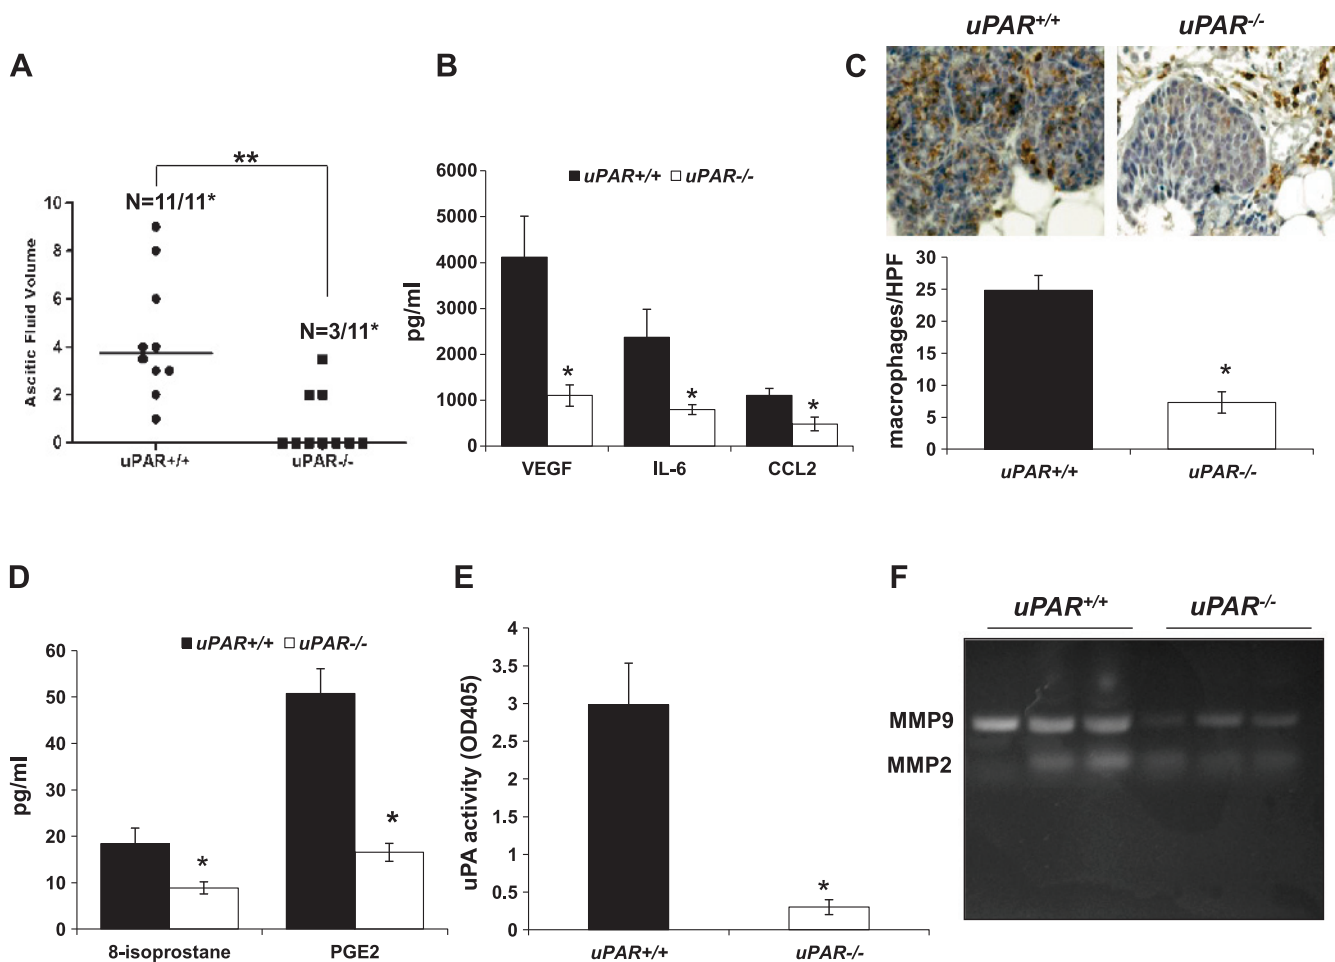 A
**
N=11/11*
N=3/11*
10
8
6
4
2
0
Ascitic Fluid Volume
uPAR+/+
uPAR-/-
B
uPAR+/+
uPAR-/-
6000
5000
4000
3000
2000
1000
0
pg/ml
*
*
*
VEGF
IL-6
CCL2
C
uPAR+/+
uPAR-/-
30
25
20
15
10
5
0
macrophages/HPF
*
uPAR+/+
uPAR-/-
D
uPAR+/+
uPAR-/-
60
50
40
30
20
10
0
pg/ml
*
*
8-isoprostane
PGE2
E
4
3.5
3
2.5
2
1.5
1
0.5
0
uPA activity (OD405)
*
uPAR+/+
uPAR-/-
F
uPAR+/+
uPAR-/-
MMP9
MMP2